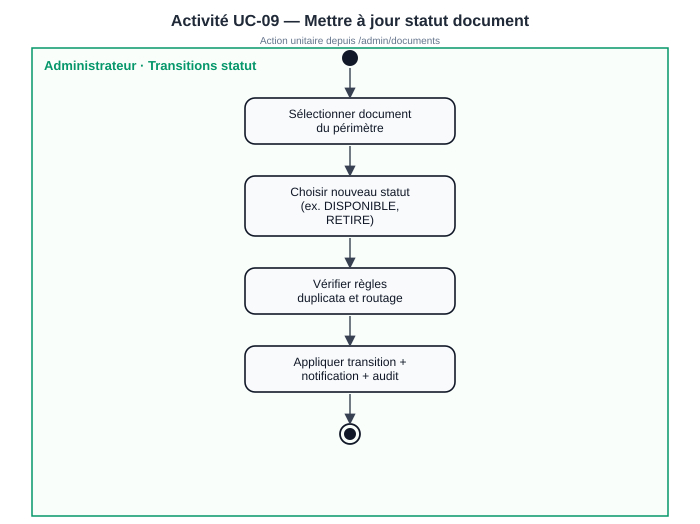 Activité UC-09 — Mettre à jour statut document
Action unitaire depuis /admin/documents
Administrateur · Transitions statut
Sélectionner document
du périmètre
Choisir nouveau statut
(ex. DISPONIBLE,
RETIRE)
Vérifier règles
duplicata et routage
Appliquer transition +
notification + audit